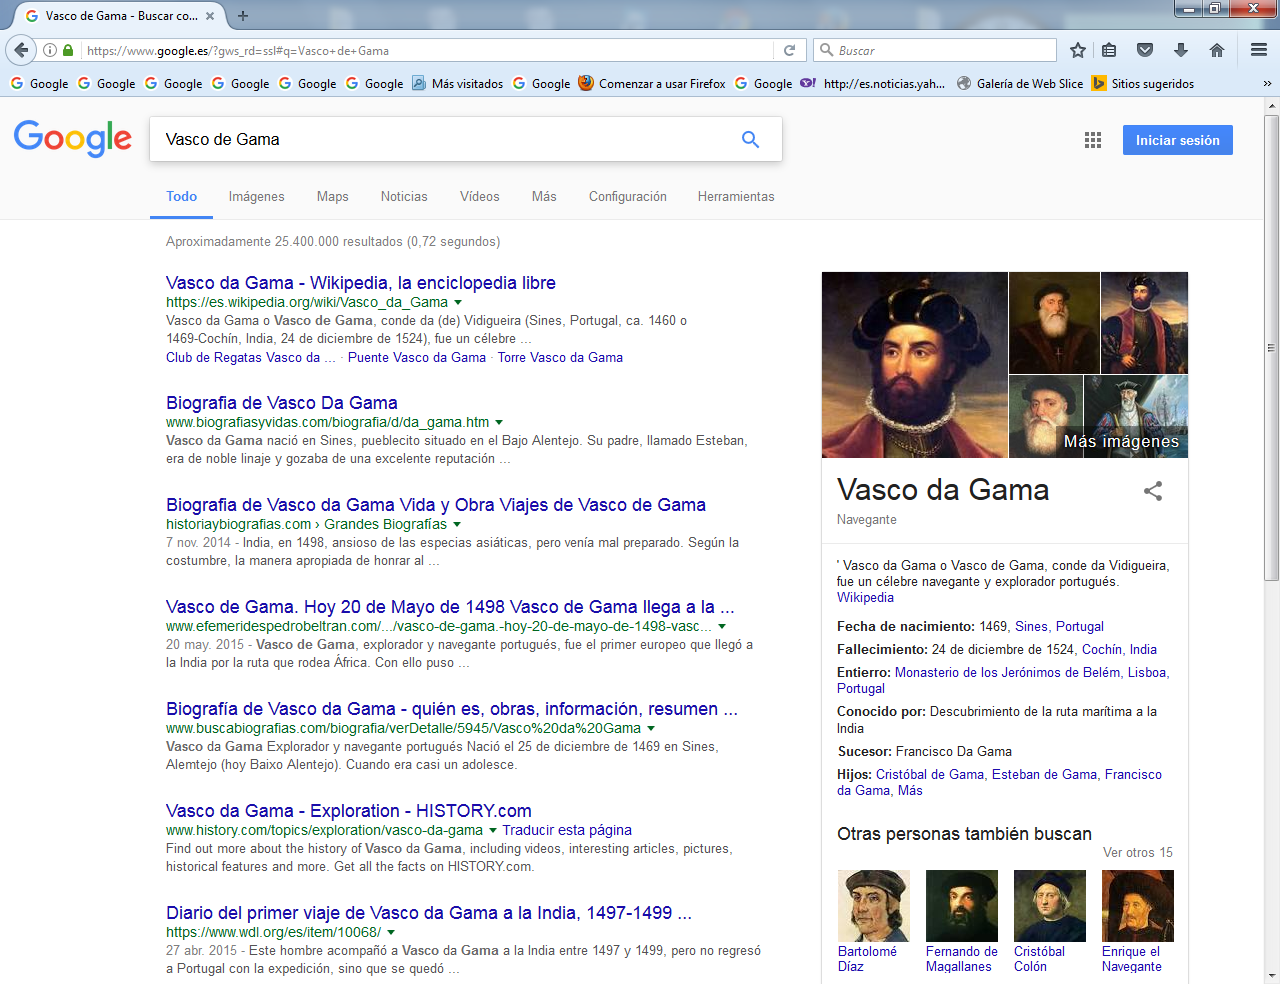 Vasco de Gama - Buscar co...
https://www.google.es/?gws_rd=ssl#q=Vasco+de+Gama
Buscar
Google Google Google Google Google Google Más visitados Google Comenzar a usar Firefox Google http://es.noticias.yah... Galería de Web Slice Sitios sugeridos
Google
Vasco de Gama
Iniciar sesión
Todo Imágenes Maps Noticias Vídeos Más Configuración Herramientas
Aproximadamente 25.400.000 resultados (0,72 segundos)
Vasco da Gama - Wikipedia, la enciclopedia libre
https://es.wikipedia.org/wiki/Vasco_da_Gama
Vasco da Gama o Vasco de Gama, conde da (de) Vidigueira (Sines, Portugal, ca. 1460 o
1469-Cochín, India, 24 de diciembre de 1524), fue un célebre ...
Club de Regatas Vasco da ... · Puente Vasco da Gama · Torre Vasco da Gama
Biografia de Vasco Da Gama
www.biografiasyvidas.com/biografia/d/da_gama.htm
Vasco da Gama nació en Sines, pueblecito situado en el Bajo Alentejo. Su padre, llamado Esteban,
era de noble linaje y gozaba de una excelente reputación ...
Biografia de Vasco da Gama Vida y Obra Viajes de Vasco de Gama
historiaybiografias.com › Grandes Biografías
7 nov. 2014 - India, en 1498, ansioso de las especias asiáticas, pero venía mal preparado. Según la
costumbre, la manera apropiada de honrar al ...
Vasco de Gama. Hoy 20 de Mayo de 1498 Vasco de Gama llega a la ...
www.efemeridespedrobeltran.com/.../vasco-de-gama.-hoy-20-de-mayo-de-1498-vasc...
20 may. 2015 - Vasco de Gama, explorador y navegante portugués, fue el primer europeo que llegó a
la India por la ruta que rodea África. Con ello puso ...
Biografía de Vasco da Gama - quién es, obras, información, resumen ...
www.buscabiografias.com/biografia/verDetalle/5945/Vasco%20da%20Gama
Vasco da Gama Explorador y navegante portugués Nació el 25 de diciembre de 1469 en Sines,
Alemtejo (hoy Baixo Alentejo). Cuando era casi un adolesce.
Vasco da Gama - Exploration - HISTORY.com
www.history.com/topics/exploration/vasco-da-gama Traducir esta página
Find out more about the history of Vasco da Gama, including videos, interesting articles, pictures,
historical features and more. Get all the facts on HISTORY.com.
Diario del primer viaje de Vasco da Gama a la India, 1497-1499 ...
https://www.wdl.org/es/item/10068/
27 abr. 2015 - Este hombre acompañó a Vasco da Gama a la India entre 1497 y 1499, pero no regresó
a Portugal con la expedición, sino que se quedó ...
Más imágenes
Vasco da Gama
Navegante
' Vasco da Gama o Vasco de Gama, conde da Vidigueira,
fue un célebre navegante y explorador portugués.
Wikipedia
Fecha de nacimiento: 1469, Sines, Portugal
Fallecimiento: 24 de diciembre de 1524, Cochín, India
Entierro: Monasterio de los Jerónimos de Belém, Lisboa,
Portugal
Conocido por: Descubrimiento de la ruta marítima a la
India
Sucesor: Francisco Da Gama
Hijos: Cristóbal de Gama, Esteban de Gama, Francisco
da Gama, Más
Otras personas también buscan
Ver otros 15
Bartolomé
Díaz
Fernando de
Magallanes
Cristóbal
Colón
Enrique el
Navegante